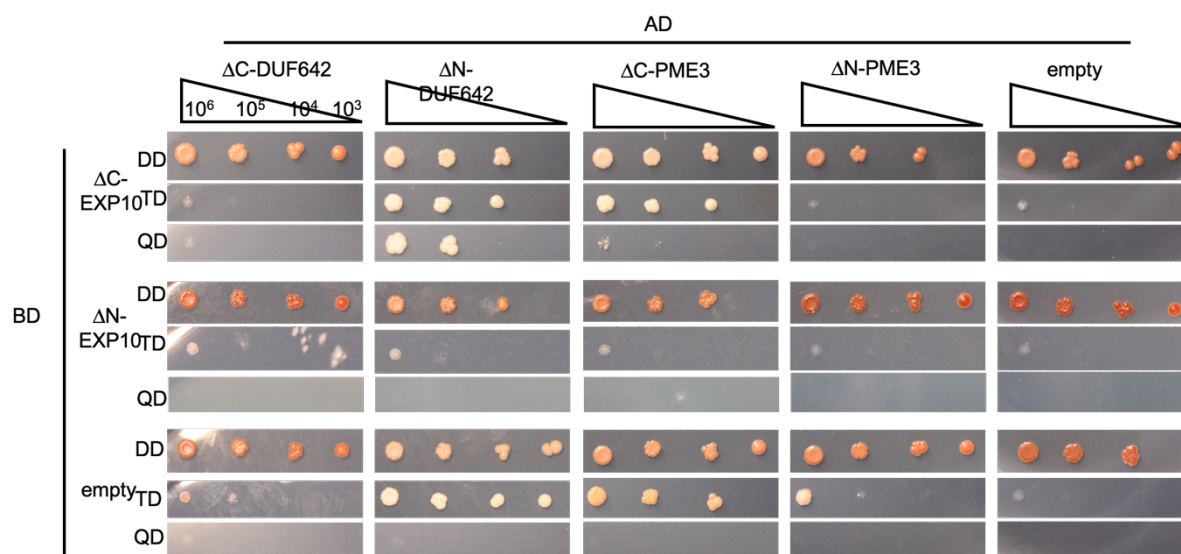 AD
ΔC-DUF642
ΔN-
DUF642
ΔC-PME3
ΔN-PME3
empty
10⁶ 10⁵ 10⁴ 10³
BD
ΔC-
EXP10
DD
TD
QD
ΔN-
EXP10
DD
TD
QD
empty
DD
TD
QD